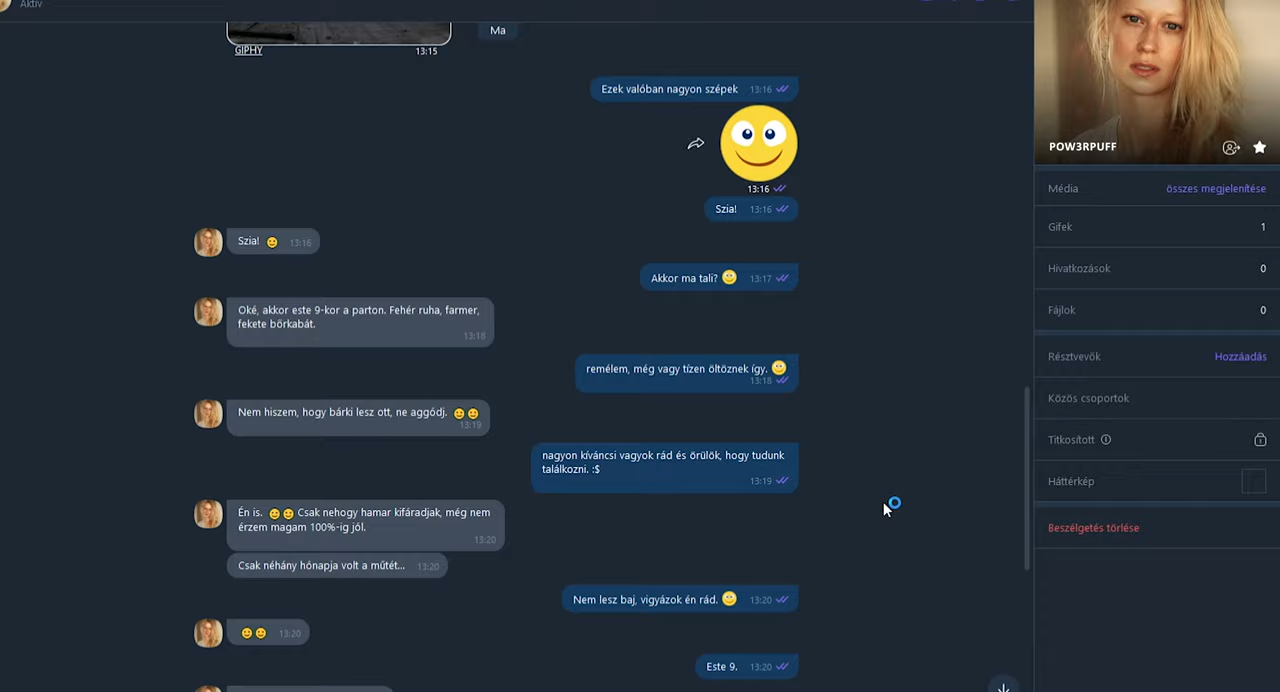 Aktív
Ma
GIPHY
13:15
Ezek valóban nagyon szépek 13:16
13:16
Szia! 13:16
Szia! 13:16
Akkor ma tali? 13:17
Oké, akkor este 9-kor a parton. Fehér ruha, farmer,
fekete bőrkabát.
13:18
remélem, még vagy tízen öltöznek így.
13:18
Nem hiszem, hogy bárki lesz ott, ne aggódj.
13:19
nagyon kíváncsi vagyok rád és örülök, hogy tudunk
találkozni. :$
13:19
Én is. Csak nehogy hamar kifáradjak, még nem
érzem magam 100%-ig jól.
13:20
Csak néhány hónapja volt a műtét... 13:20
Nem lesz baj, vigyázok én rád. 13:20
13:20
Este 9. 13:20
POW3RPUFF
Média összes megjelenítése
Gifek 1
Hivatkozások 0
Fájlok 0
Résztvevők Hozzáadás
Közös csoportok
Titkosított
Háttérkép
Beszélgetés törlése